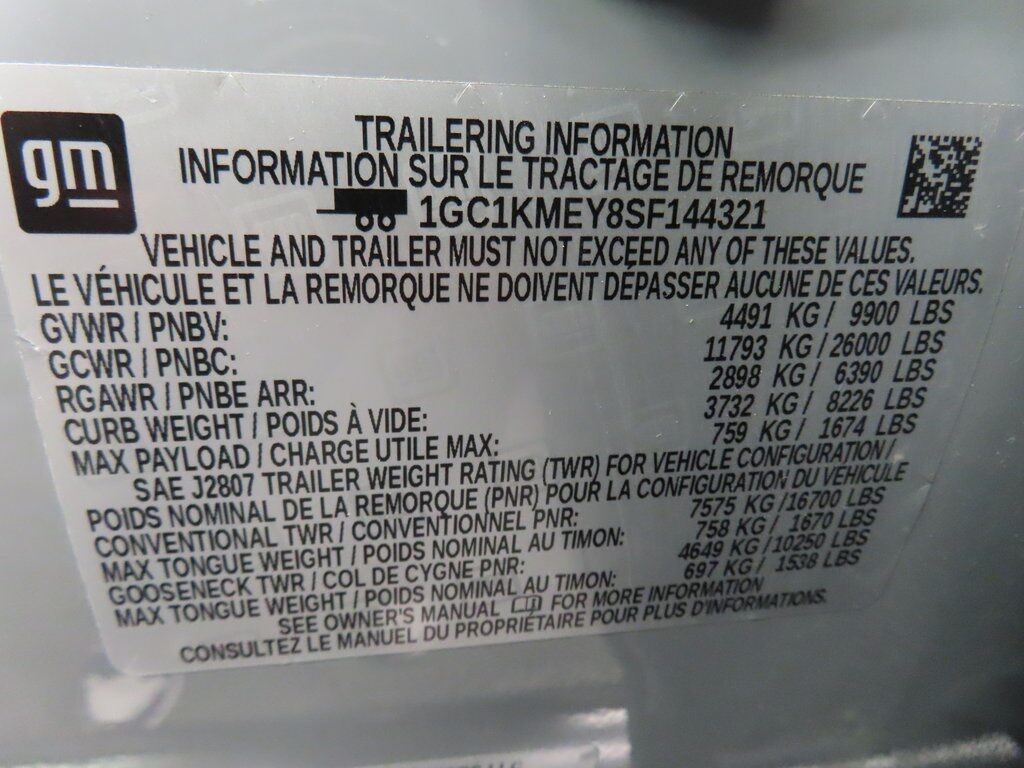 gm
TRAILERING INFORMATION
INFORMATION SUR LE TRACTAGE DE REMORQUE
1GC1KMEY8SF144321
VEHICLE AND TRAILER MUST NOT EXCEED ANY OF THESE VALUES.
LE VÉHICULE ET LA REMORQUE NE DOIVENT DÉPASSER AUCUNE DE CES VALEURS.
GVWR / PNBV: 4491 KG / 9900 LBS
GCWR / PNBC: 11793 KG / 26000 LBS
RGAWR / PNBE ARR: 2898 KG / 6390 LBS
CURB WEIGHT / POIDS À VIDE: 3732 KG / 8226 LBS
MAX PAYLOAD / CHARGE UTILE MAX: 759 KG / 1674 LBS
SAE J2807 TRAILER WEIGHT RATING (TWR) FOR VEHICLE CONFIGURATION /
POIDS NOMINAL DE LA REMORQUE (PNR) POUR LA CONFIGURATION DU VÉHICULE
CONVENTIONAL TWR / CONVENTIONNEL PNR: 7575 KG / 16700 LBS
MAX TONGUE WEIGHT / POIDS NOMINAL AU TIMON: 758 KG / 1670 LBS
GOOSENECK TWR / COL DE CYGNE PNR: 4649 KG / 10250 LBS
MAX TONGUE WEIGHT / POIDS NOMINAL AU TIMON: 697 KG / 1538 LBS
SEE OWNER'S MANUAL FOR MORE INFORMATION
CONSULTEZ LE MANUEL DU PROPRIÉTAIRE POUR PLUS D'INFORMATIONS.